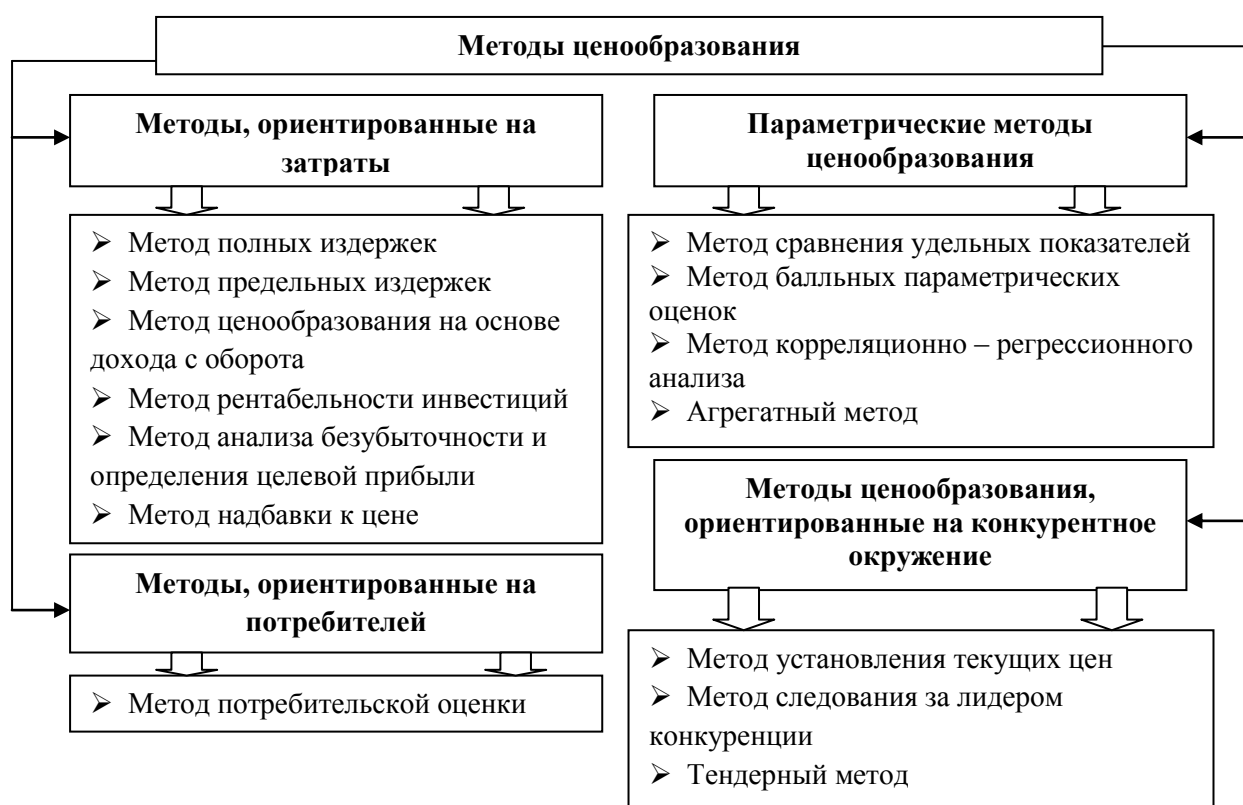 Методы ценообразования
Методы, ориентированные на
затраты
➢ Метод полных издержек
➢ Метод предельных издержек
➢ Метод ценообразования на основе
дохода с оборота
➢ Метод рентабельности инвестиций
➢ Метод анализа безубыточности и
определения целевой прибыли
➢ Метод надбавки к цене
Методы, ориентированные на
потребителей
➢ Метод потребительской оценки
Параметрические методы
ценообразования
➢ Метод сравнения удельных показателей
➢ Метод балльных параметрических
оценок
➢ Метод корреляционно – регрессионного
анализа
➢ Агрегатный метод
Методы ценообразования,
ориентированные на конкурентное
окружение
➢ Метод установления текущих цен
➢ Метод следования за лидером
конкуренции
➢ Тендерный метод